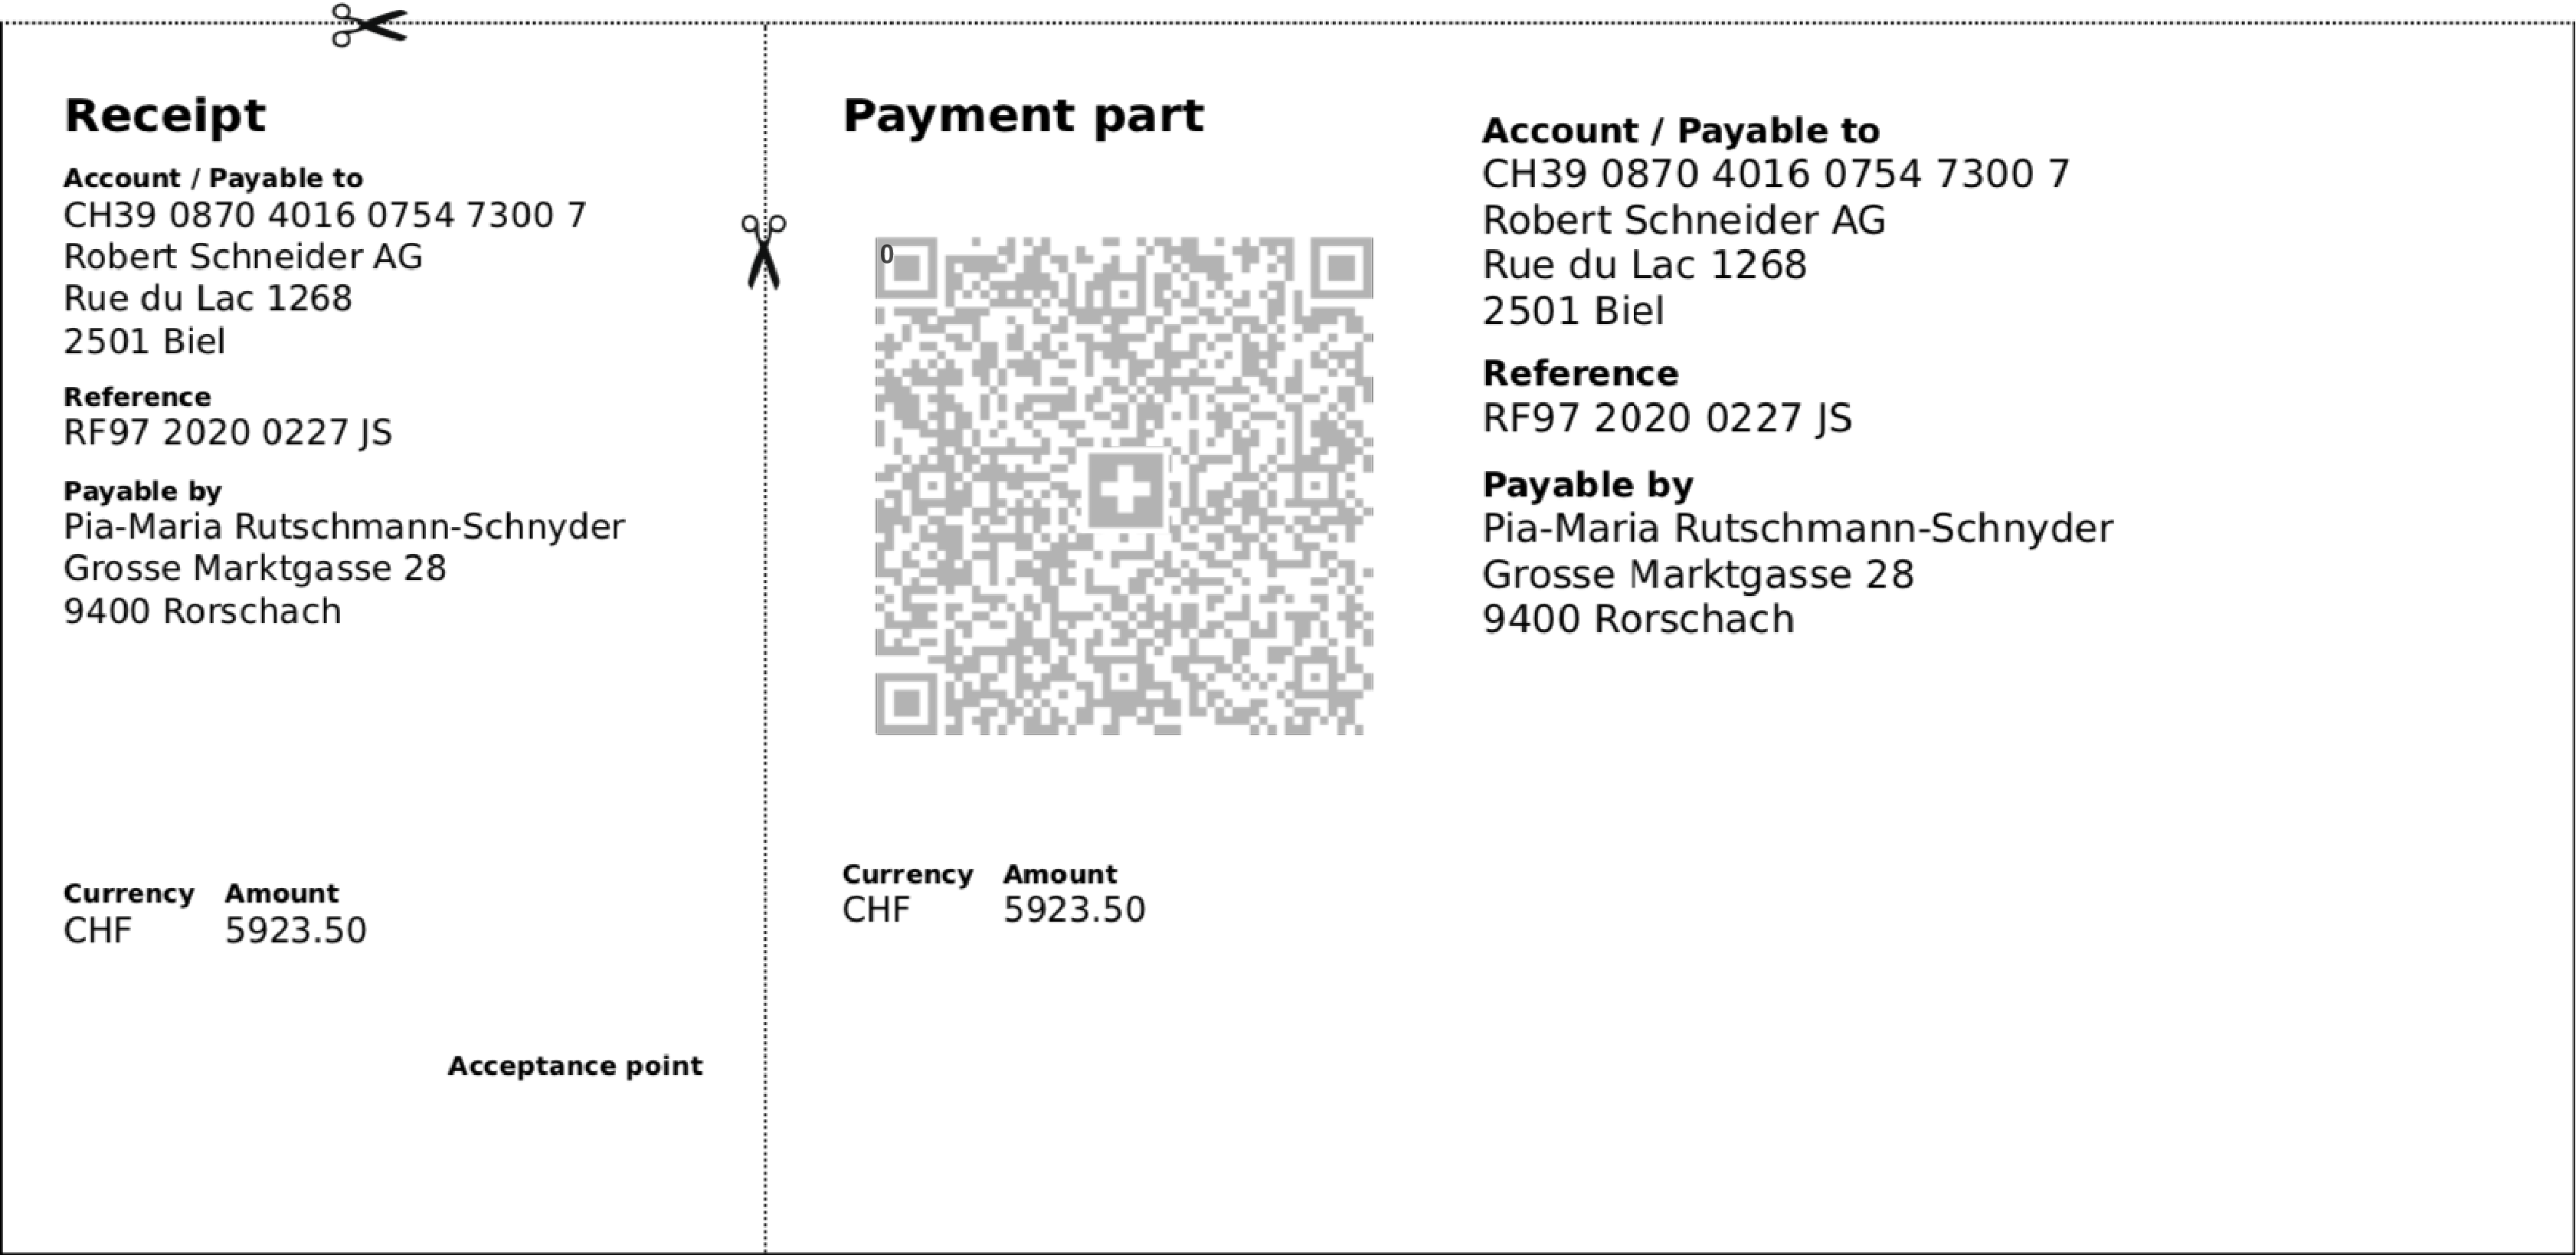 Receipt
Account / Payable to
CH39 0870 4016 0754 7300 7
Robert Schneider AG
Rue du Lac 1268
2501 Biel
Reference
RF97 2020 0227 JS
Payable by
Pia-Maria Rutschmann-Schnyder
Grosse Marktgasse 28
9400 Rorschach
Currency Amount
CHF 5923.50
Acceptance point
Payment part
0
Currency Amount
CHF 5923.50
Account / Payable to
CH39 0870 4016 0754 7300 7
Robert Schneider AG
Rue du Lac 1268
2501 Biel
Reference
RF97 2020 0227 JS
Payable by
Pia-Maria Rutschmann-Schnyder
Grosse Marktgasse 28
9400 Rorschach